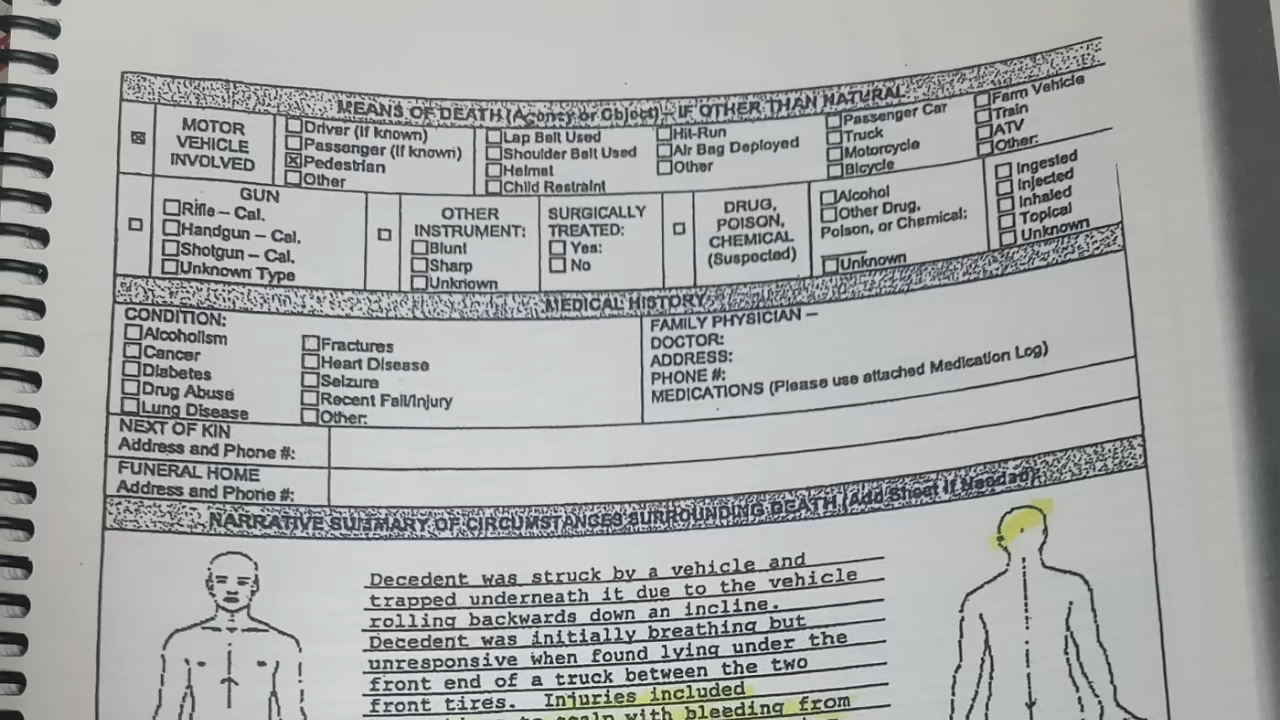 MEANS OF DEATH (Agency or Object) - IF OTHER THAN NATURAL
MOTOR VEHICLE INVOLVED
Driver (if known)
Passenger (if known)
Pedestrian
Other
Lap Belt Used
Shoulder Belt Used
Helmet
Child Restraint
Hit-Run
Air Bag Deployed
Other
Passenger Car
Truck
Motorcycle
Bicycle
Farm Vehicle
Train
ATV
Other:
GUN
Rifle – Cal.
Handgun – Cal.
Shotgun – Cal.
Unknown Type
OTHER
INSTRUMENT:
Blunt
Sharp
Unknown
SURGICALLY
TREATED:
Yes:
No
DRUG,
POISON,
CHEMICAL
(Suspected)
Alcohol
Other Drug,
Poison, or Chemical:
Unknown
Ingested
Injected
Inhaled
Topical
Unknown
MEDICAL HISTORY
CONDITION:
Alcoholism
Cancer
Diabetes
Drug Abuse
Lung Disease
Fractures
Heart Disease
Seizure
Recent Fall/Injury
Other:
FAMILY PHYSICIAN –
DOCTOR:
ADDRESS:
PHONE #:
MEDICATIONS (Please use attached Medication Log)
NEXT OF KIN
Address and Phone #:
FUNERAL HOME
Address and Phone #:
NARRATIVE SUMMARY OF CIRCUMSTANCES SURROUNDING DEATH (Add Sheet if Needed)
Decedent was struck by a vehicle and
trapped underneath it due to the vehicle
rolling backwards down an incline.
Decedent was initially breathing but
unresponsive when found lying under the
front end of a truck between the two
front tires. Injuries included
to scalp with bleeding from